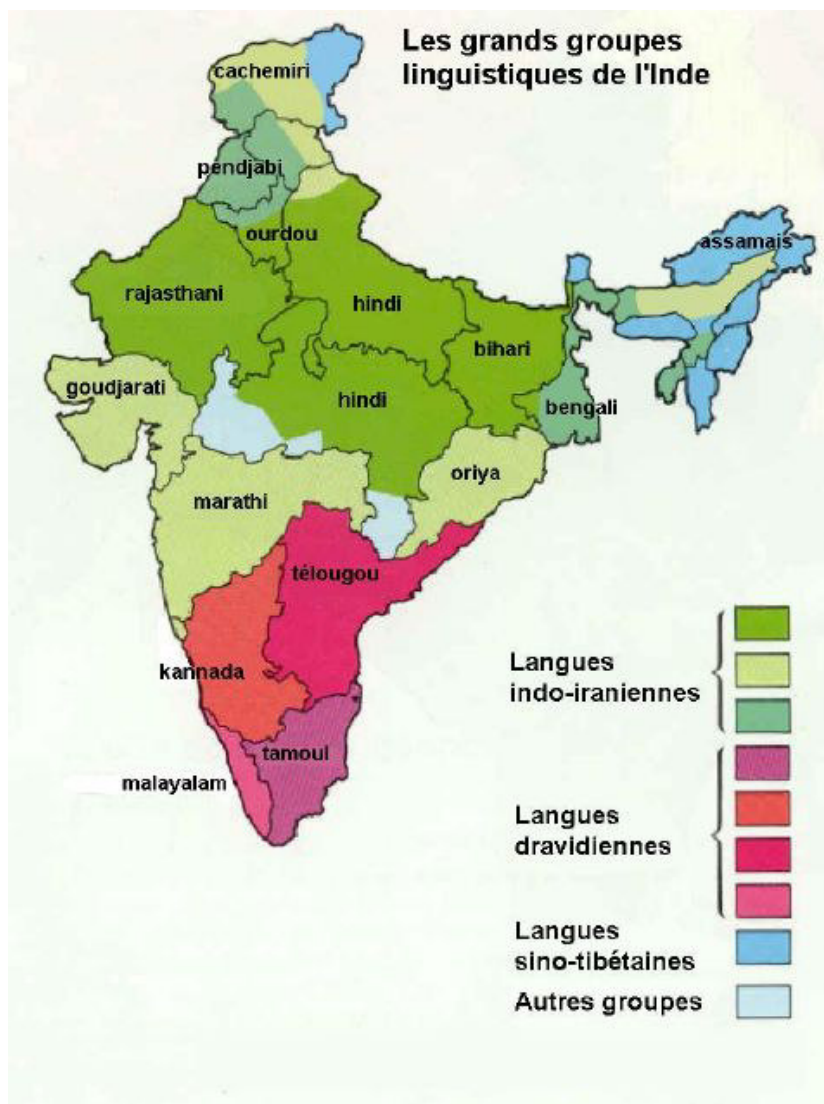 Les grands groupes
linguistiques de l'Inde
cachemiri
pendjabi
ourdou
assamais
rajasthani
hindi
bihari
goudjarati
hindi
bengali
oriya
marathi
télougou
kannada
tamoul
malayalam
Langues
indo-iraniennes
Langues
dravidiennes
Langues
sino-tibétaines
Autres groupes